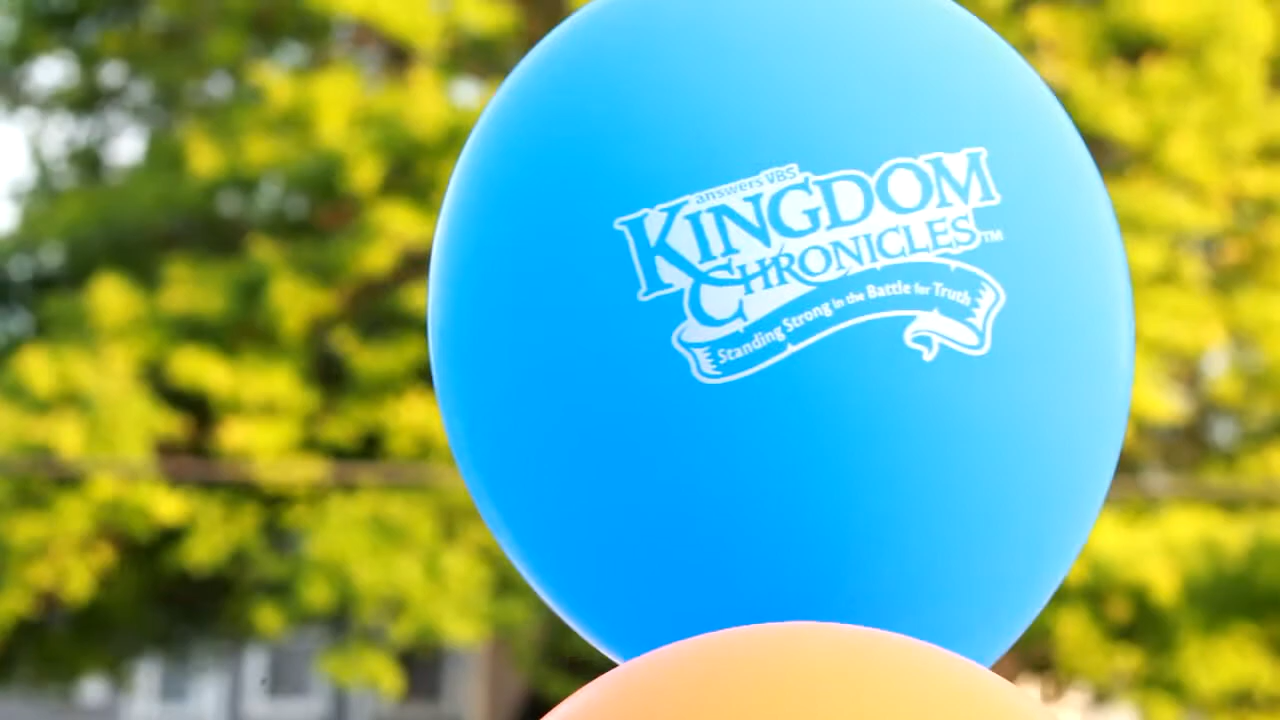 answers VBS
KINGDOM
CHRONICLES™
Standing Strong in the Battle for Truth